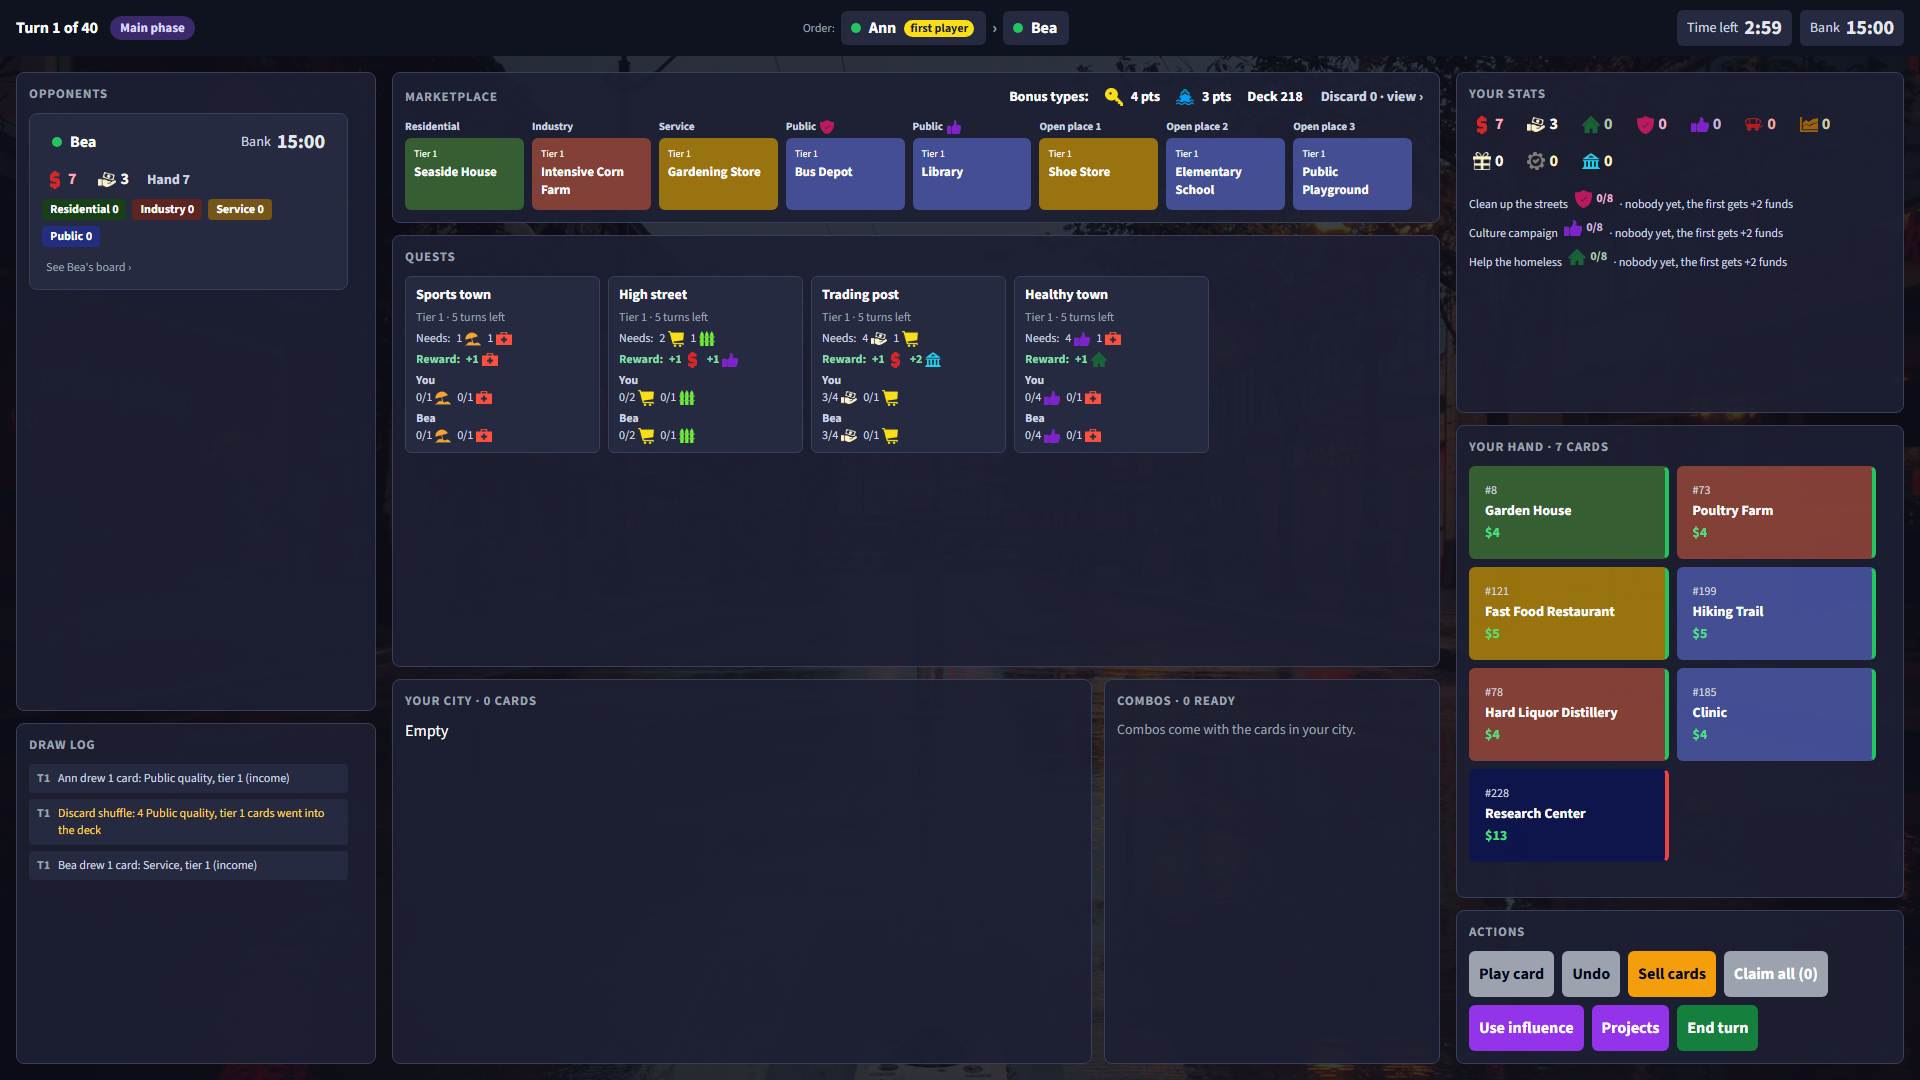 Turn 1 of 40
Main phase
Order:
Ann first player › Bea
Time left 2:59
Bank 15:00
OPPONENTS
Bea
Bank 15:00
7
3
Hand 7
Residential 0
Industry 0
Service 0
Public 0
See Bea's board ›
DRAW LOG
T1 Ann drew 1 card: Public quality, tier 1 (income)
T1 Discard shuffle: 4 Public quality, tier 1 cards went into
the deck
T1 Bea drew 1 card: Service, tier 1 (income)
MARKETPLACE
Bonus types: 4 pts 3 pts Deck 218 Discard 0 · view ›
Residential
Tier 1
Seaside House
Industry
Tier 1
Intensive Corn
Farm
Service
Tier 1
Gardening Store
Public
Tier 1
Bus Depot
Public
Tier 1
Library
Open place 1
Tier 1
Shoe Store
Open place 2
Tier 1
Elementary
School
Open place 3
Tier 1
Public
Playground
QUESTS
Sports town
Tier 1 · 5 turns left
Needs: 1 1
Reward: +1
You
0/1 0/1
Bea
0/1 0/1
High street
Tier 1 · 5 turns left
Needs: 2 1
Reward: +1 +1
You
0/2 0/1
Bea
0/2 0/1
Trading post
Tier 1 · 5 turns left
Needs: 4 1
Reward: +1 +2
You
3/4 0/1
Bea
3/4 0/1
Healthy town
Tier 1 · 5 turns left
Needs: 4 1
Reward: +1
You
0/4 0/1
Bea
0/4 0/1
YOUR CITY · 0 CARDS
Empty
COMBOS · 0 READY
Combos come with the cards in your city.
YOUR STATS
7 3 0 0 0 0 0
0 0 0
Clean up the streets 0/8 · nobody yet, the first gets +2 funds
Culture campaign 0/8 · nobody yet, the first gets +2 funds
Help the homeless 0/8 · nobody yet, the first gets +2 funds
YOUR HAND · 7 CARDS
#8
Garden House
$4
#73
Poultry Farm
$4
#121
Fast Food Restaurant
$5
#199
Hiking Trail
$5
#78
Hard Liquor Distillery
$4
#185
Clinic
$4
#228
Research Center
$13
ACTIONS
Play card
Undo
Sell cards
Claim all (0)
Use influence
Projects
End turn